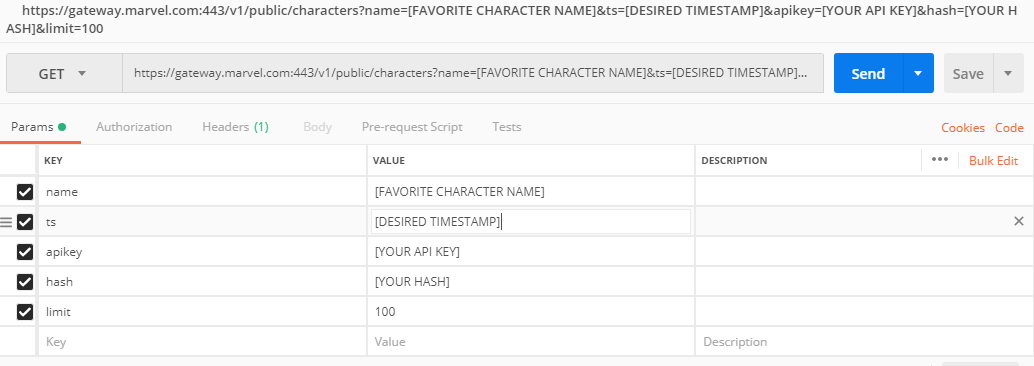 https://gateway.marvel.com:443/v1/public/characters?name=[FAVORITE CHARACTER NAME]&ts=[DESIRED TIMESTAMP]&apikey=[YOUR API KEY]&hash=[YOUR H
ASH]&limit=100
GET https://gateway.marvel.com:443/v1/public/characters?name=[FAVORITE CHARACTER NAME]&ts=[DESIRED TIMESTAMP]... Send Save
Params Authorization Headers (1) Body Pre-request Script Tests Cookies Code
KEY VALUE DESCRIPTION ••• Bulk Edit
name [FAVORITE CHARACTER NAME]
ts [DESIRED TIMESTAMP]
apikey [YOUR API KEY]
hash [YOUR HASH]
limit 100
Key Value Description